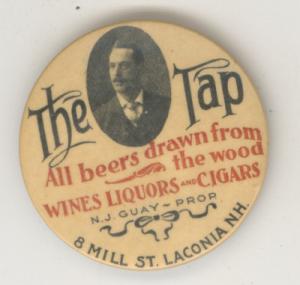 The Tap
All beers drawn from
the wood
WINES LIQUORS AND CIGARS
N.J. GUAY - PROP
8 MILL ST. LACONIA N.H.